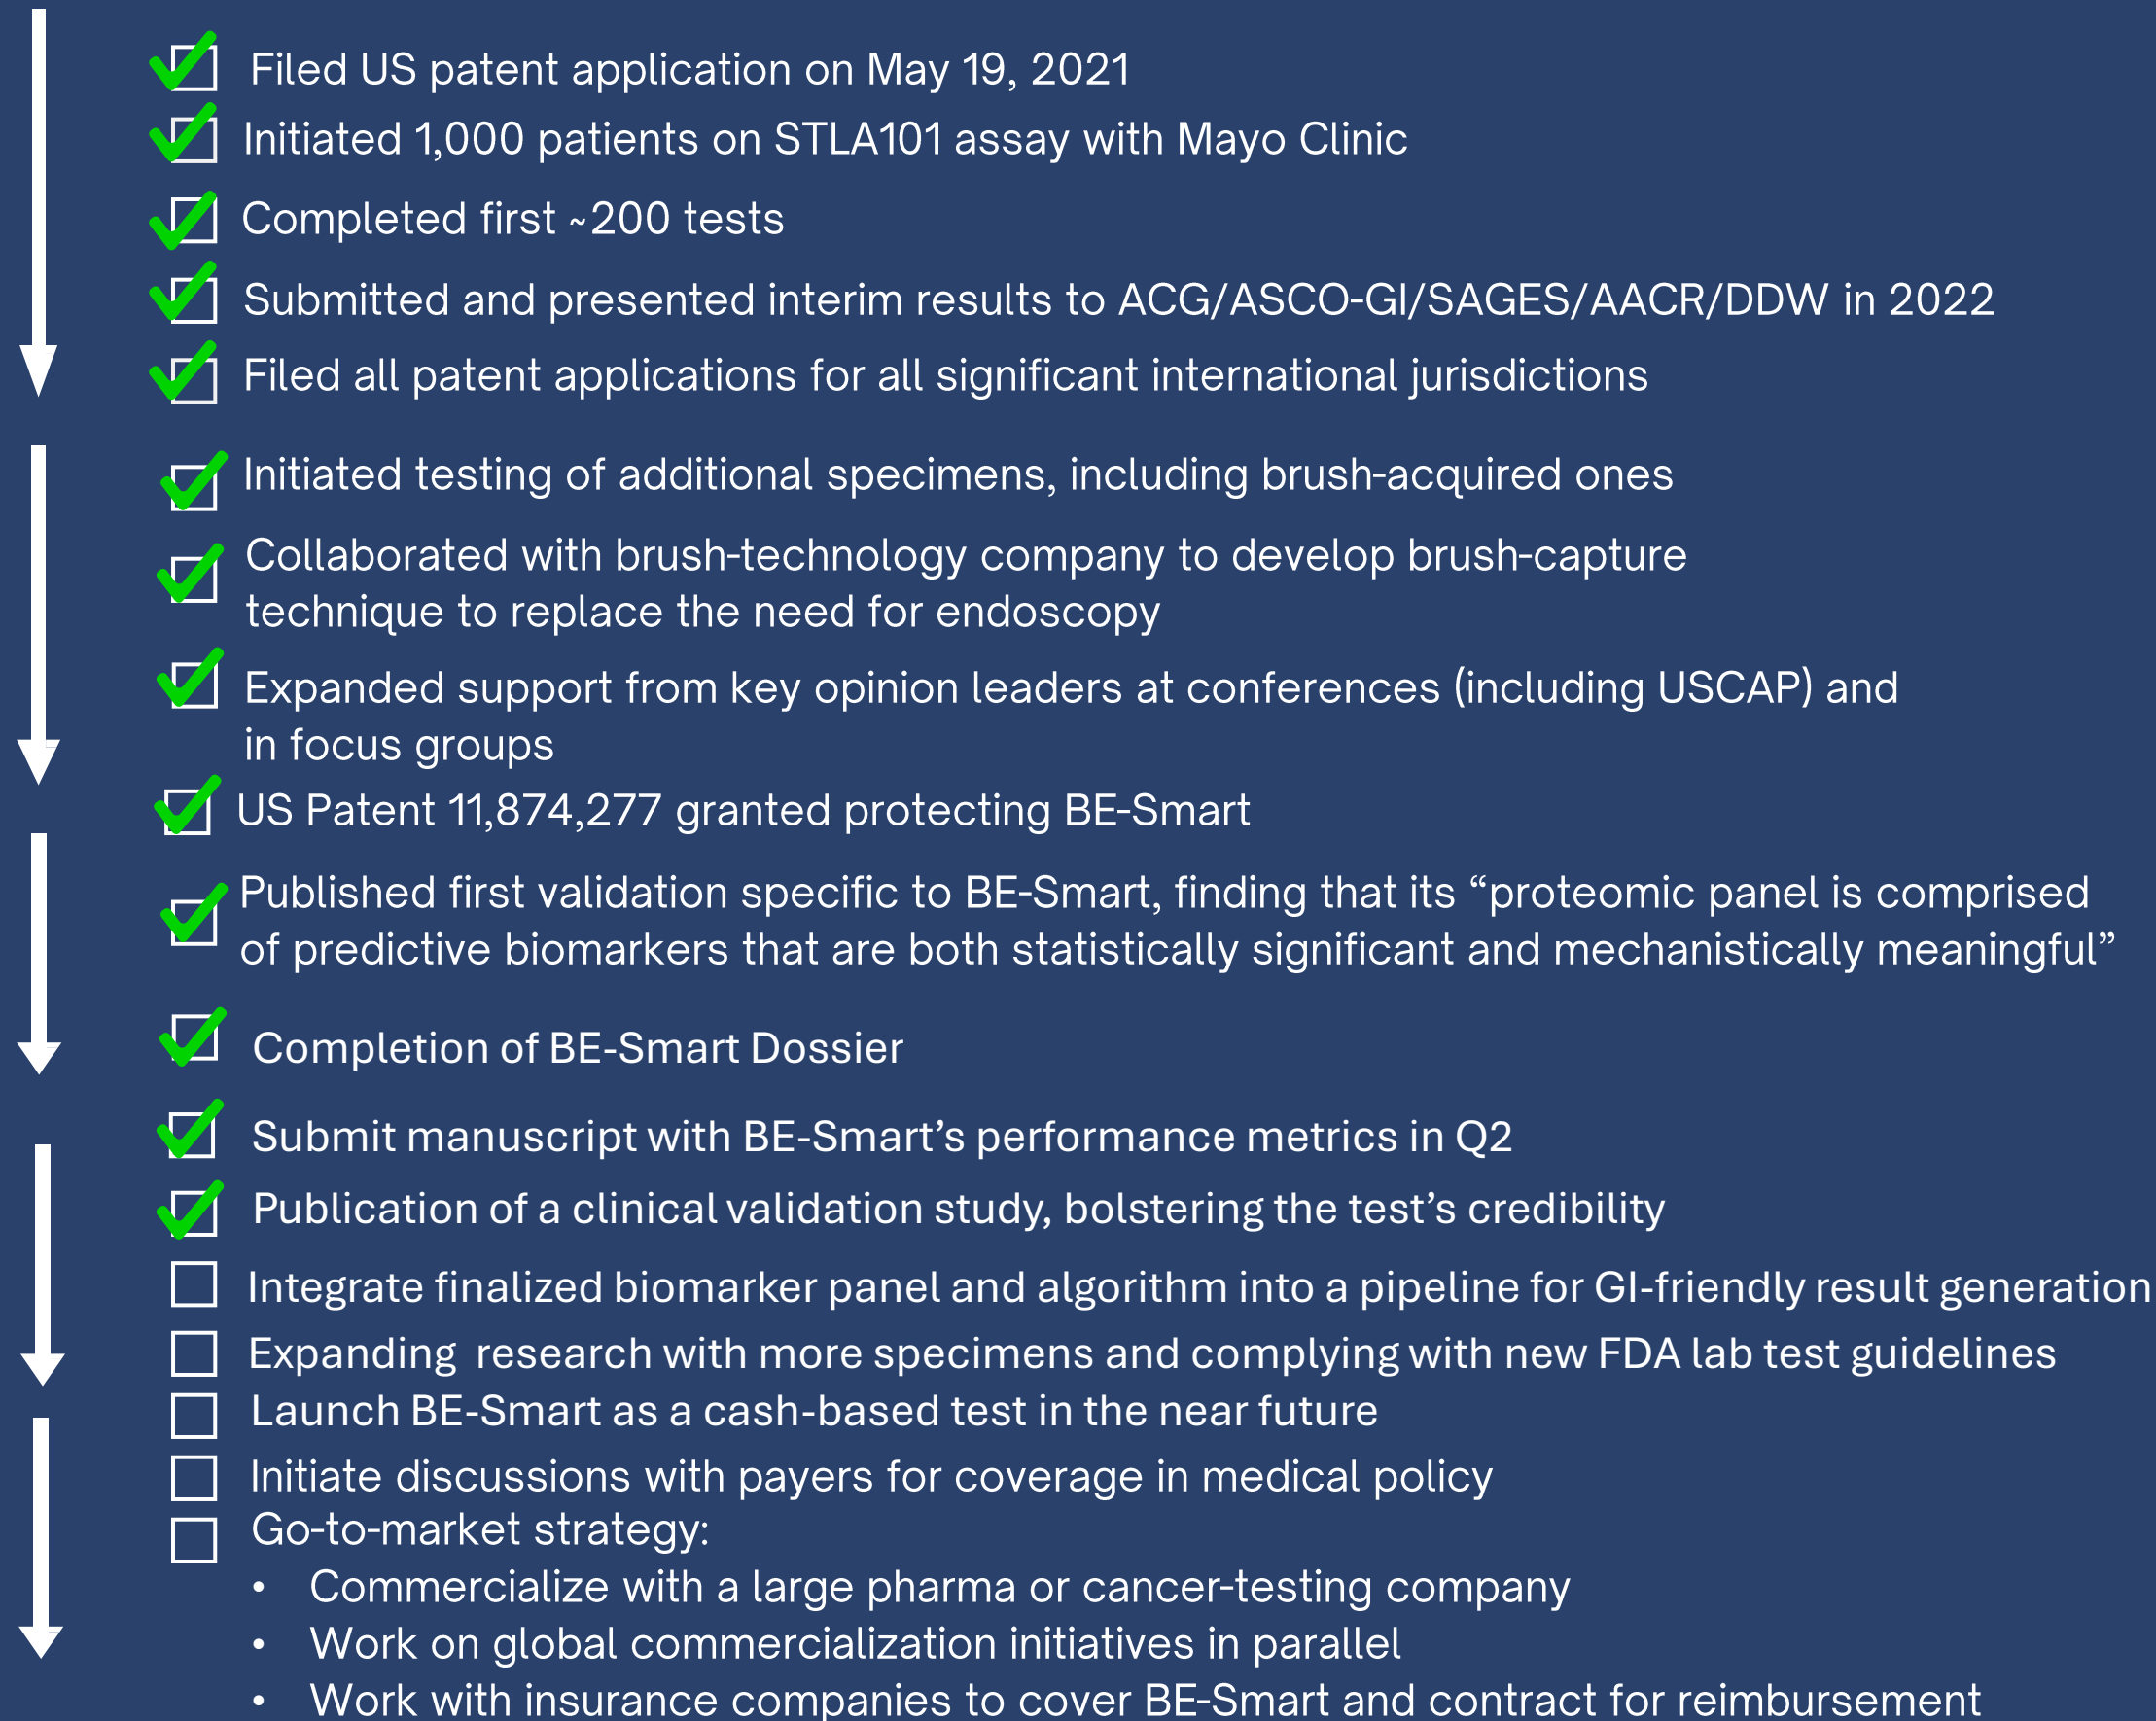 Filed US patent application on May 19, 2021
Initiated 1,000 patients on STLA101 assay with Mayo Clinic
Completed first ~200 tests
Submitted and presented interim results to ACG/ASCO-GI/SAGES/AACR/DDW in 2022
Filed all patent applications for all significant international jurisdictions
Initiated testing of additional specimens, including brush-acquired ones
Collaborated with brush-technology company to develop brush-capture
technique to replace the need for endoscopy
Expanded support from key opinion leaders at conferences (including USCAP) and
in focus groups
US Patent 11,874,277 granted protecting BE-Smart
Published first validation specific to BE-Smart, finding that its “proteomic panel is comprised
of predictive biomarkers that are both statistically significant and mechanistically meaningful”
Completion of BE-Smart Dossier
Submit manuscript with BE-Smart’s performance metrics in Q2
Publication of a clinical validation study, bolstering the test’s credibility
Integrate finalized biomarker panel and algorithm into a pipeline for GI-friendly result generation
Expanding  research with more specimens and complying with new FDA lab test guidelines
Launch BE-Smart as a cash-based test in the near future
Initiate discussions with payers for coverage in medical policy
Go-to-market strategy:
• Commercialize with a large pharma or cancer-testing company
• Work on global commercialization initiatives in parallel
• Work with insurance companies to cover BE-Smart and contract for reimbursement